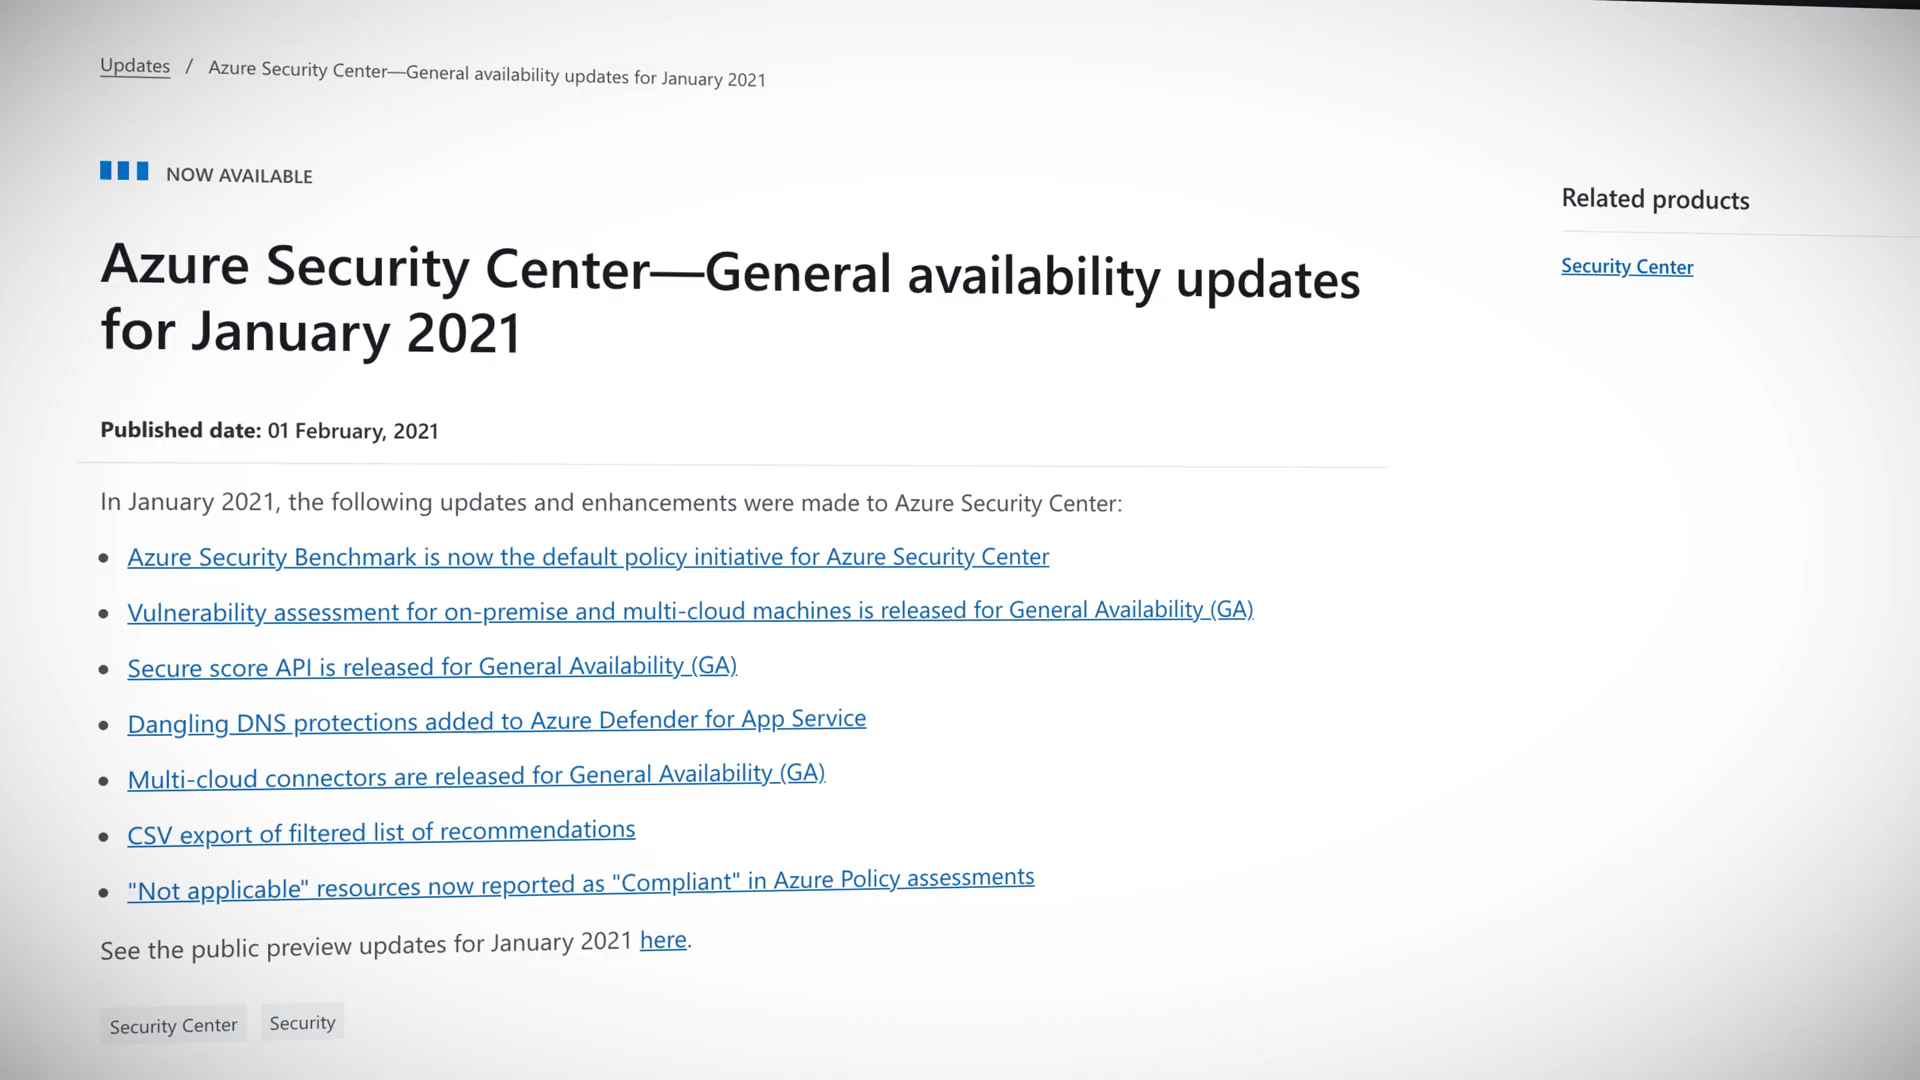 Updates / Azure Security Center—General availability updates for January 2021
NOW AVAILABLE
Azure Security Center—General availability updates
for January 2021
Published date: 01 February, 2021
In January 2021, the following updates and enhancements were made to Azure Security Center:
Azure Security Benchmark is now the default policy initiative for Azure Security Center
Vulnerability assessment for on-premise and multi-cloud machines is released for General Availability (GA)
Secure score API is released for General Availability (GA)
Dangling DNS protections added to Azure Defender for App Service
Multi-cloud connectors are released for General Availability (GA)
CSV export of filtered list of recommendations
"Not applicable" resources now reported as "Compliant" in Azure Policy assessments
See the public preview updates for January 2021 here.
Security Center Security
Related products
Security Center